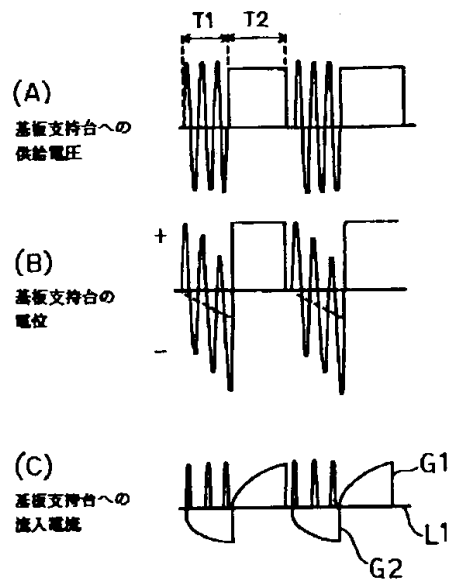 T1 T2
(A)
基板支持台への
供給電圧
+
(B)
基板支持台の
電位
−
(C)
基板支持台への
流入電流
G1
L1
G2